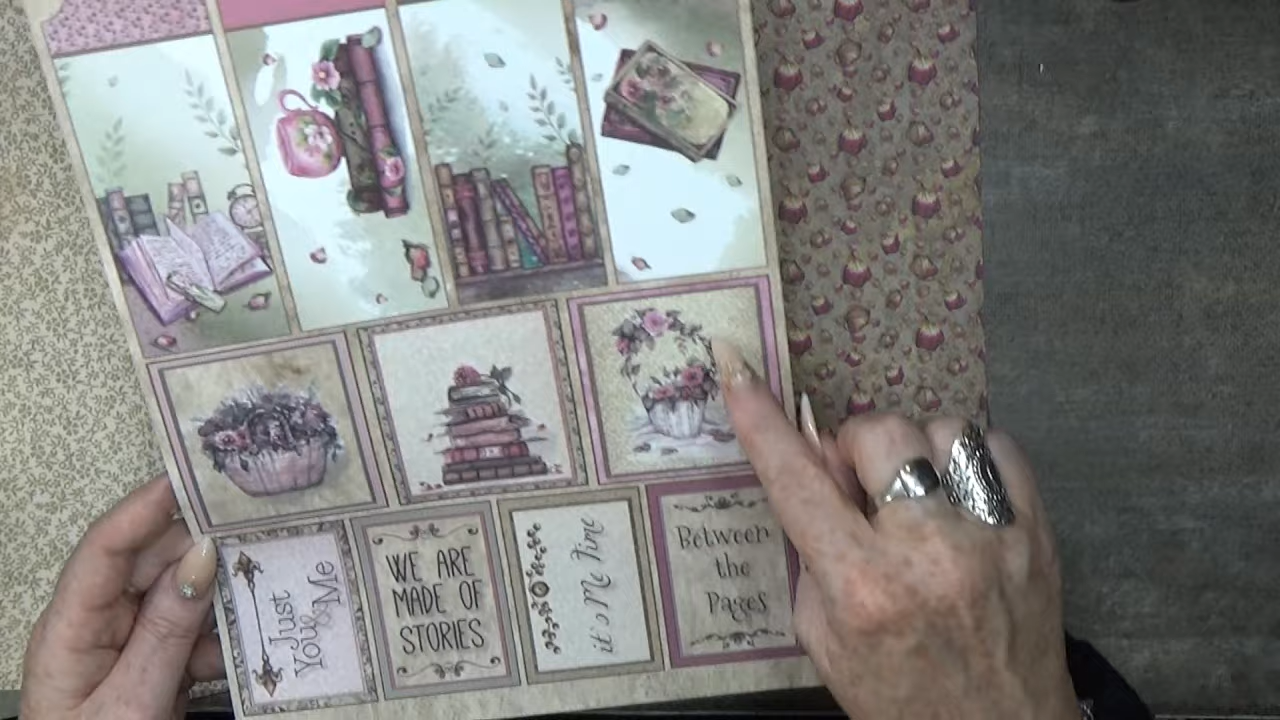 Just
You &
Me
WE ARE
MADE OF
STORIES
it's Me Time
Between
the
Pages